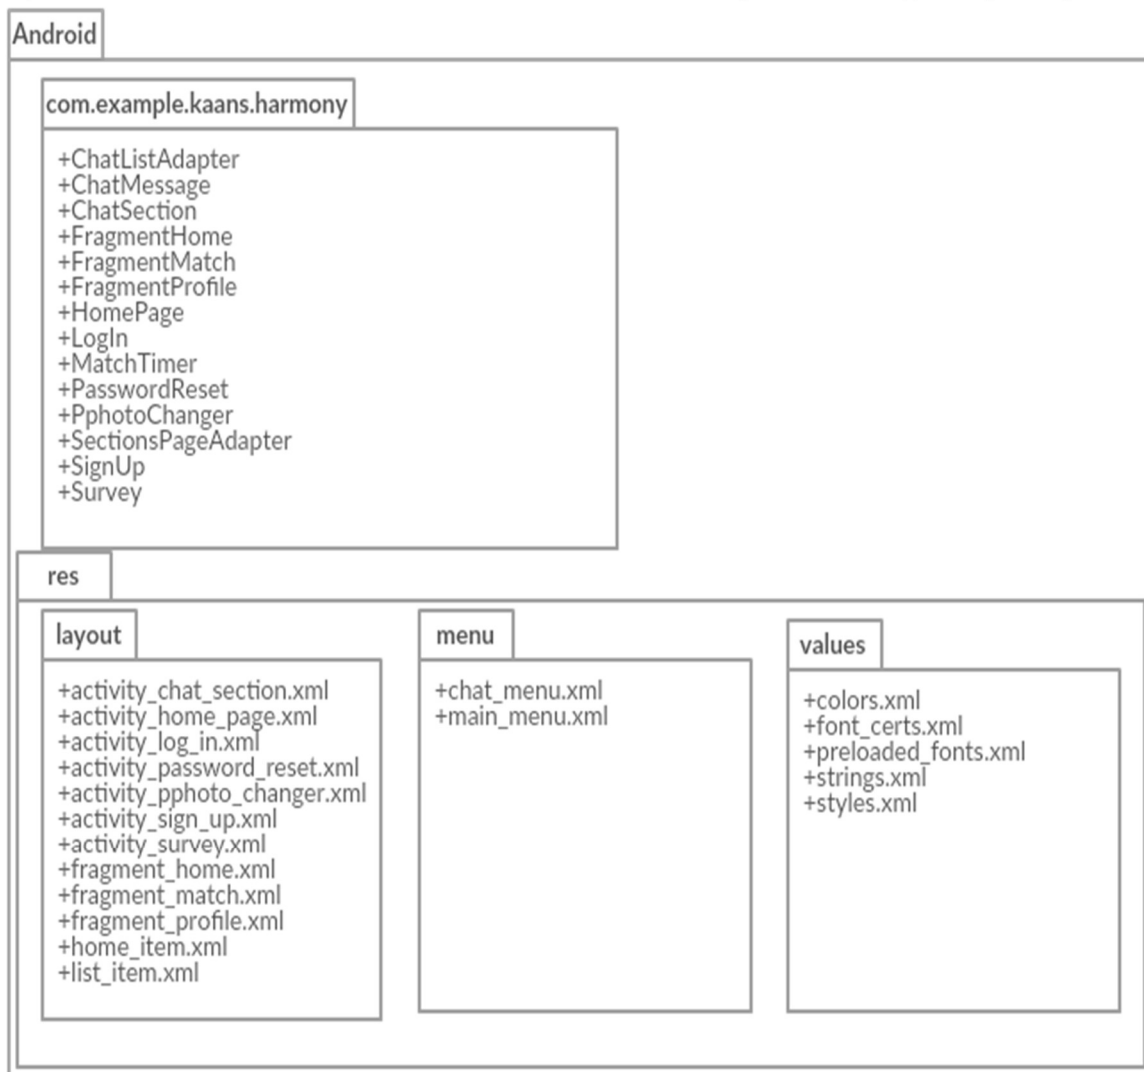 Android
com.example.kaans.harmony
+ChatListAdapter
+ChatMessage
+ChatSection
+FragmentHome
+FragmentMatch
+FragmentProfile
+HomePage
+LogIn
+MatchTimer
+PasswordReset
+PphotoChanger
+SectionsPageAdapter
+SignUp
+Survey
res
layout
+activity_chat_section.xml
+activity_home_page.xml
+activity_log_in.xml
+activity_password_reset.xml
+activity_pphoto_changer.xml
+activity_sign_up.xml
+activity_survey.xml
+fragment_home.xml
+fragment_match.xml
+fragment_profile.xml
+home_item.xml
+list_item.xml
menu
+chat_menu.xml
+main_menu.xml
values
+colors.xml
+font_certs.xml
+preloaded_fonts.xml
+strings.xml
+styles.xml